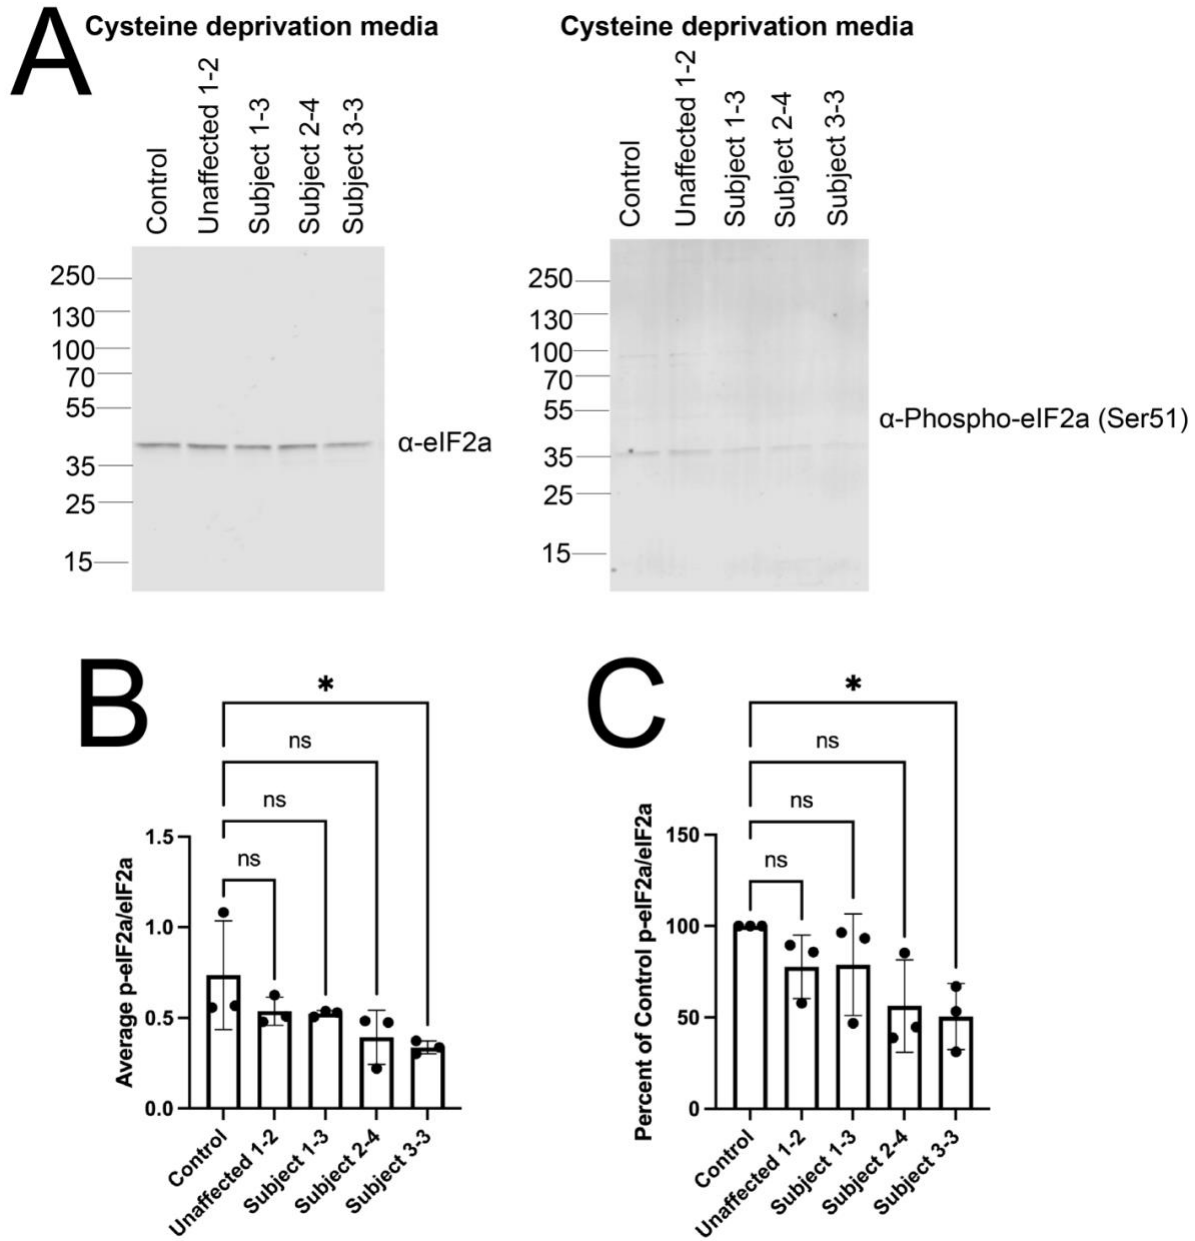 A
Cysteine deprivation media
Cysteine deprivation media
Control
Unaffected 1-2
Subject 1-3
Subject 2-4
Subject 3-3
Control
Unaffected 1-2
Subject 1-3
Subject 2-4
Subject 3-3
250
130
100
70
55
35
25
15
α-eIF2a
250
130
100
70
55
35
25
15
α-Phospho-eIF2a (Ser51)
B
*
ns
ns
ns
Average p-eIF2a/eIF2a
1.5
1.0
0.5
0.0
Control
Unaffected 1-2
Subject 1-3
Subject 2-4
Subject 3-3
C
*
ns
ns
ns
Percent of Control p-eIF2a/eIF2a
150
100
50
0
Control
Unaffected 1-2
Subject 1-3
Subject 2-4
Subject 3-3